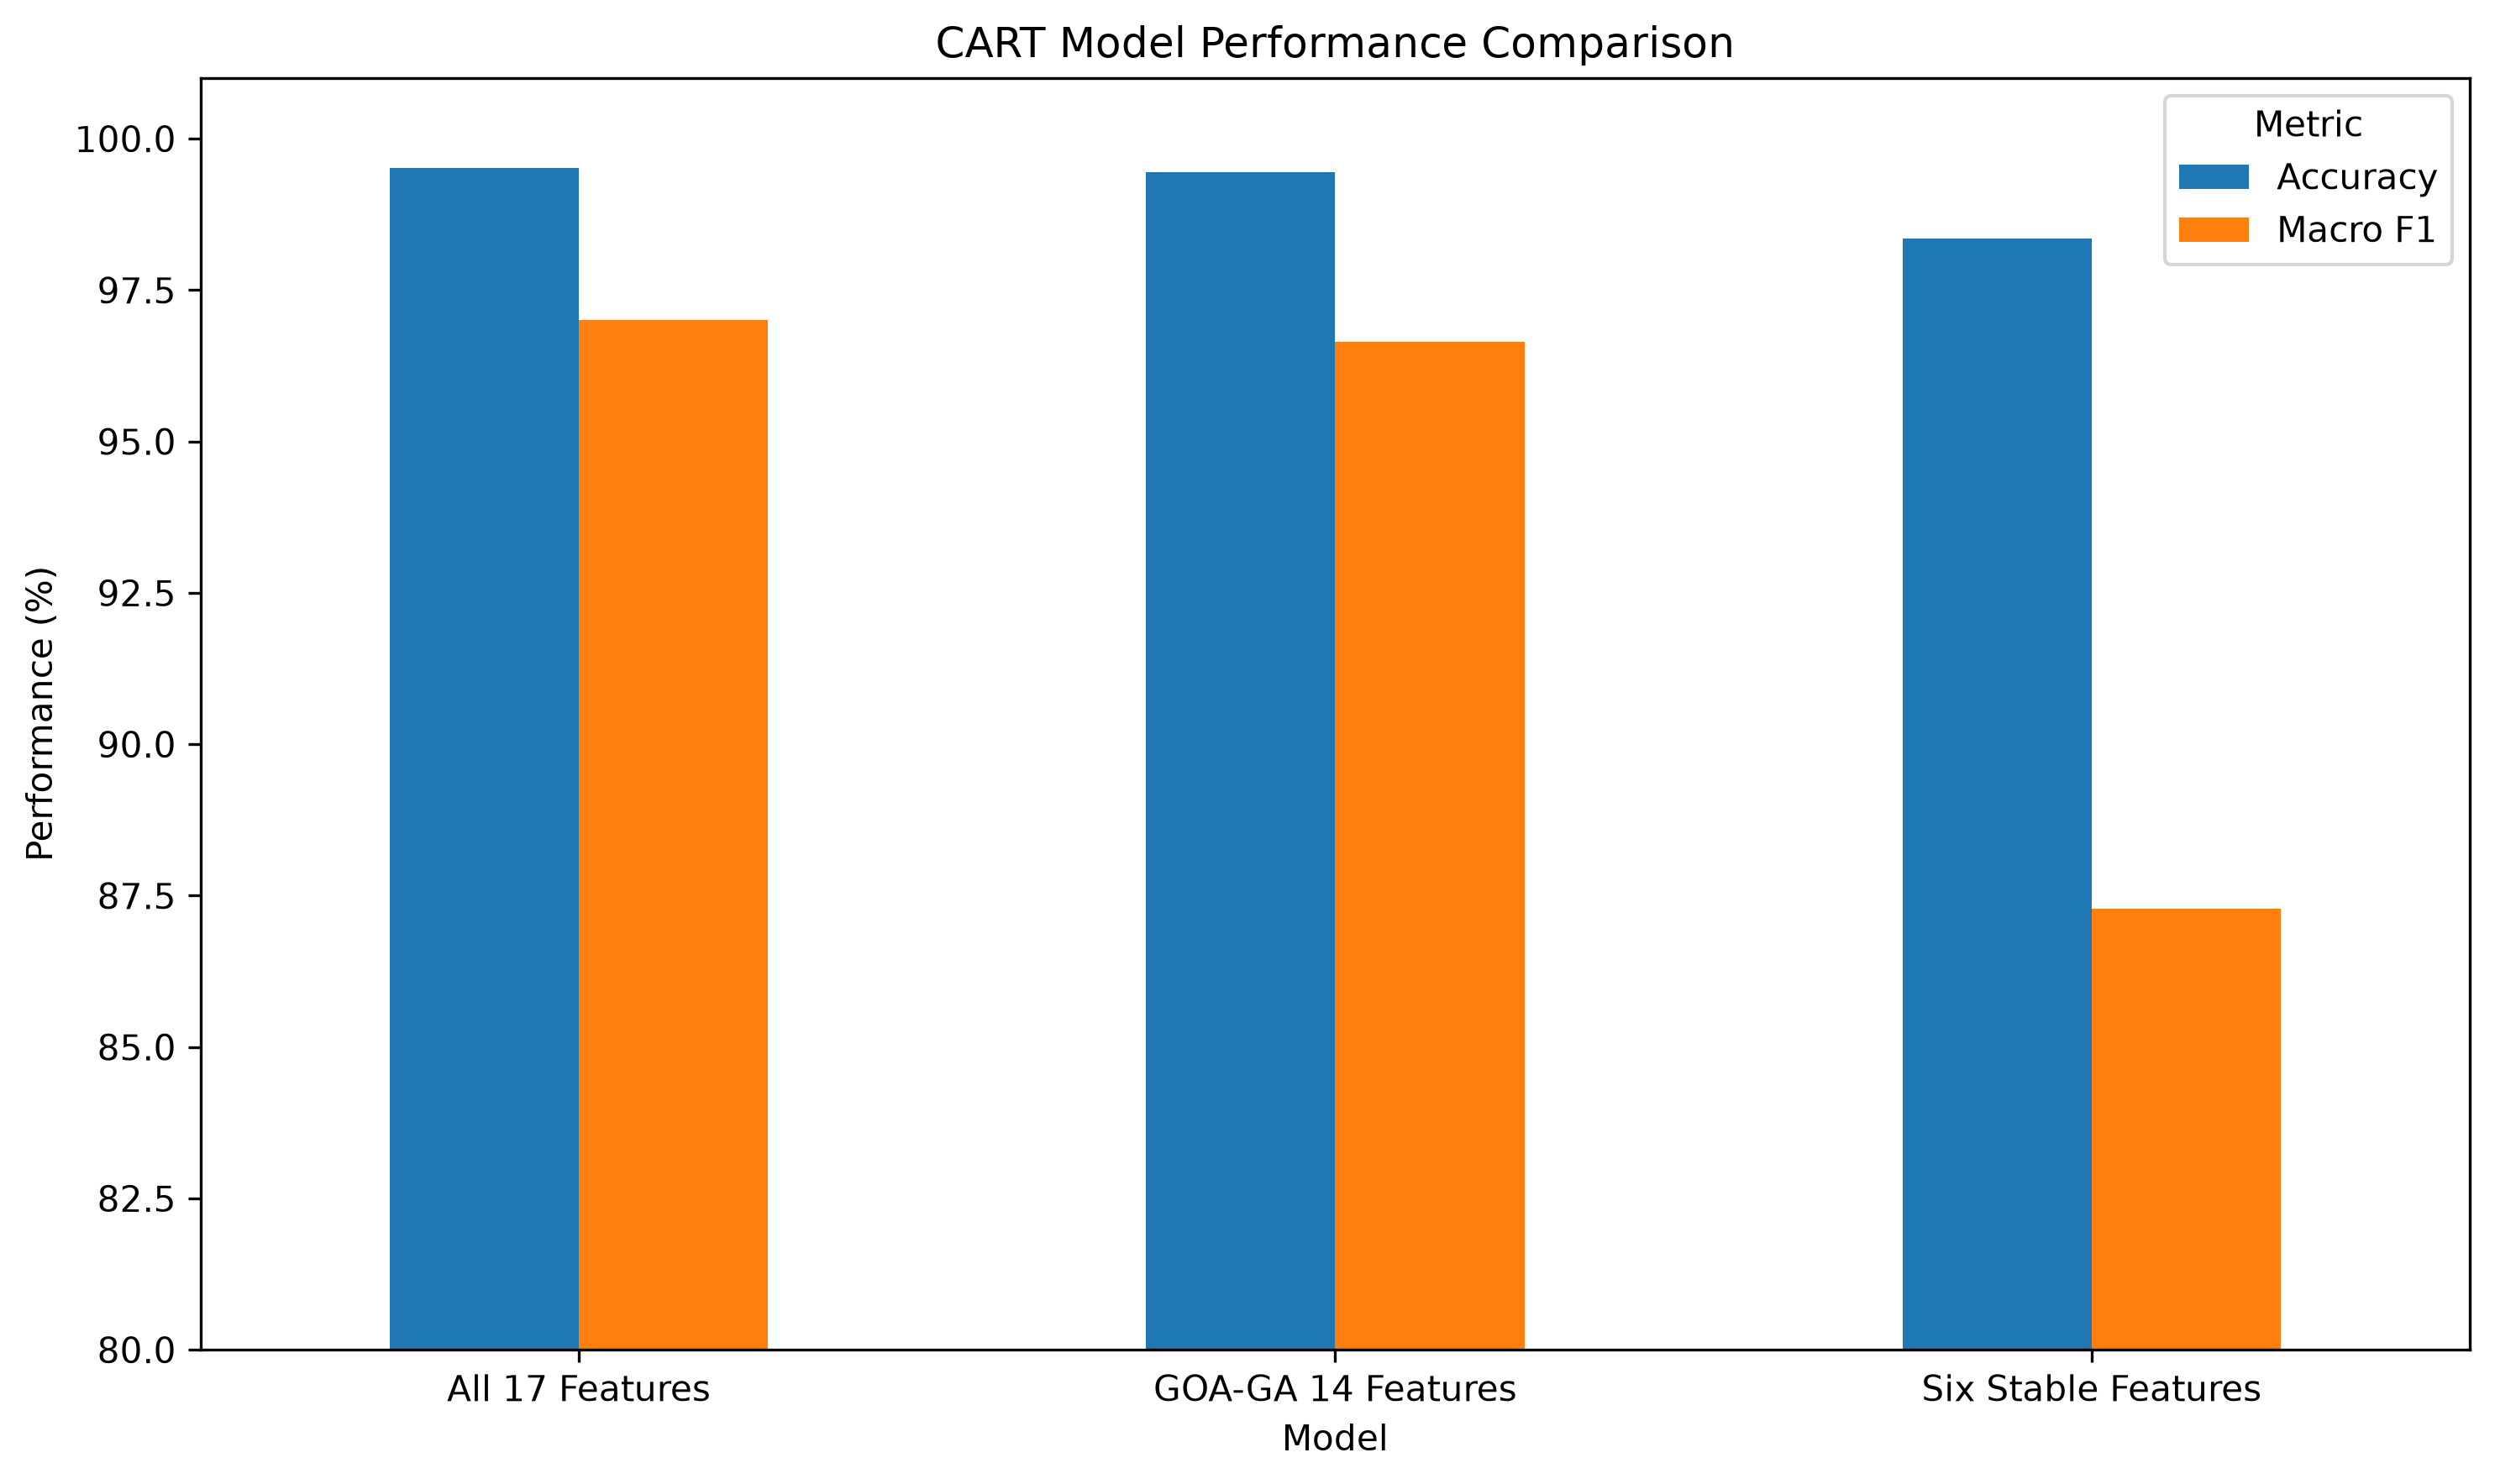 CART Model Performance Comparison
Metric
Accuracy
Macro F1
Performance (%)
100.0
97.5
95.0
92.5
90.0
87.5
85.0
82.5
80.0
All 17 Features
GOA-GA 14 Features
Six Stable Features
Model